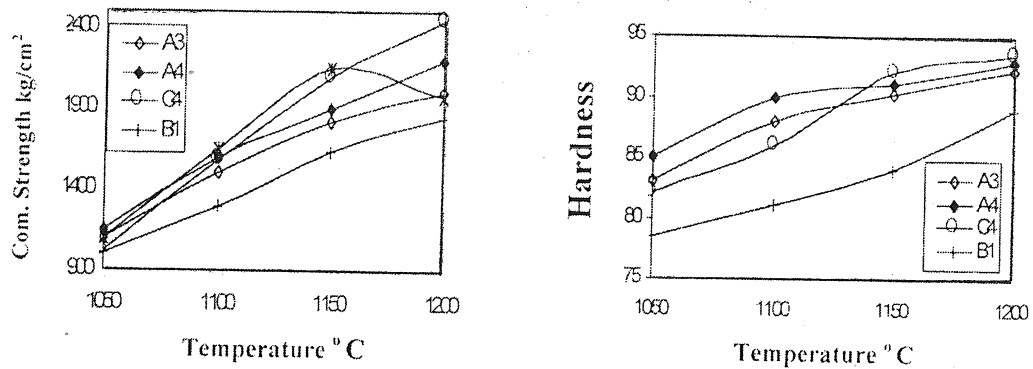 Com. Strength kg/cm²
2400
1900
1400
900
A3
A4
C4
B1
1050 1100 1150 1200
Temperature °C
Hardness
95
90
85
80
75
A3
A4
C4
B1
1050 1100 1150 1200
Temperature °C